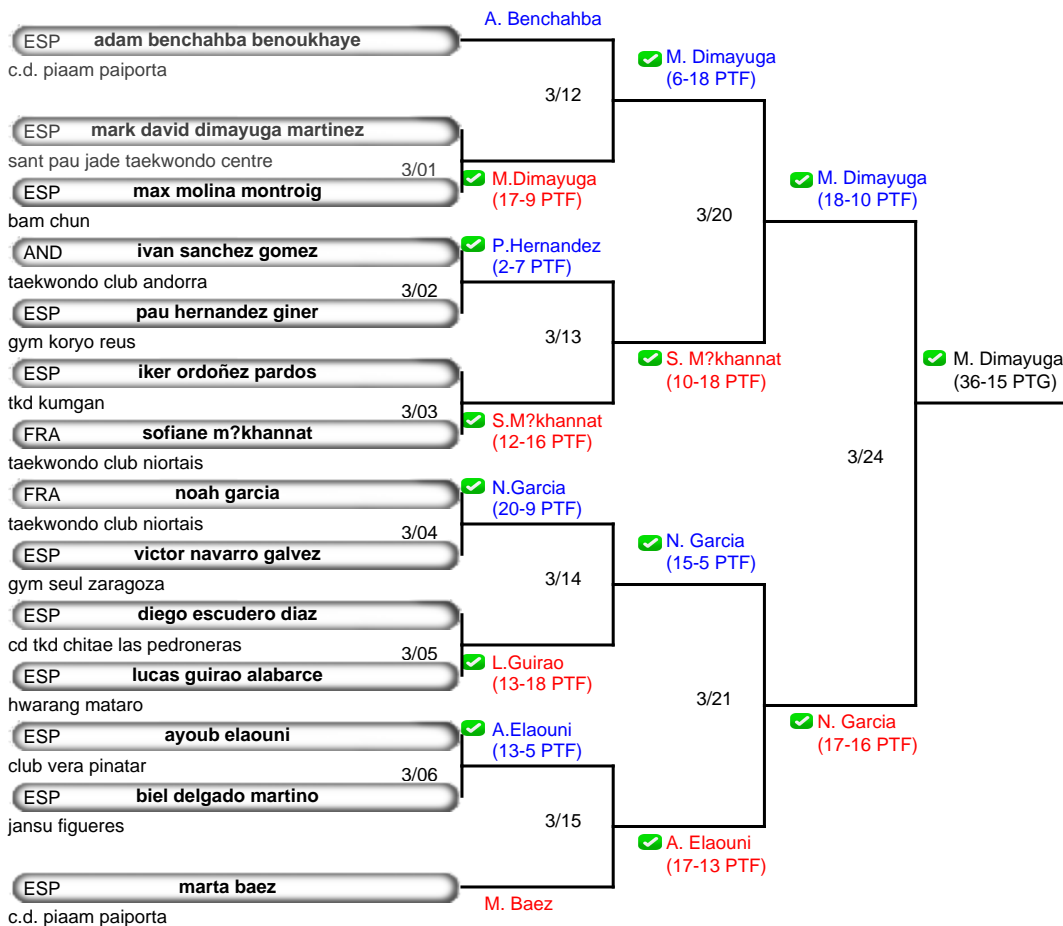 A. Benchahba
ESP adam benchahba benoukhaye
c.d. piaam paiporta
M. Dimayuga
(6-18 PTF)
3/12
ESP mark david dimayuga martinez
sant pau jade taekwondo centre
3/01
M.Dimayuga
(17-9 PTF)
ESP max molina montroig
bam chun
M. Dimayuga
(18-10 PTF)
3/20
AND ivan sanchez gomez
taekwondo club andorra
P.Hernandez
(2-7 PTF)
3/02
ESP pau hernandez giner
gym koryo reus
3/13
S. M?khannat
(10-18 PTF)
M. Dimayuga
(36-15 PTG)
ESP iker ordoñez pardos
tkd kumgan
3/03
S.M?khannat
(12-16 PTF)
FRA sofiane m?khannat
taekwondo club niortais
3/24
FRA noah garcia
taekwondo club niortais
N.Garcia
(20-9 PTF)
3/04
ESP victor navarro galvez
gym seul zaragoza
N. Garcia
(15-5 PTF)
3/14
ESP diego escudero diaz
cd tkd chitae las pedroneras
3/05
L.Guirao
(13-18 PTF)
ESP lucas guirao alabarce
hwarang mataro
3/21
N. Garcia
(17-16 PTF)
ESP ayoub elaouni
club vera pinatar
A.Elaouni
(13-5 PTF)
3/06
ESP biel delgado martino
jansu figueres
3/15
A. Elaouni
(17-13 PTF)
ESP marta baez
c.d. piaam paiporta
M. Baez